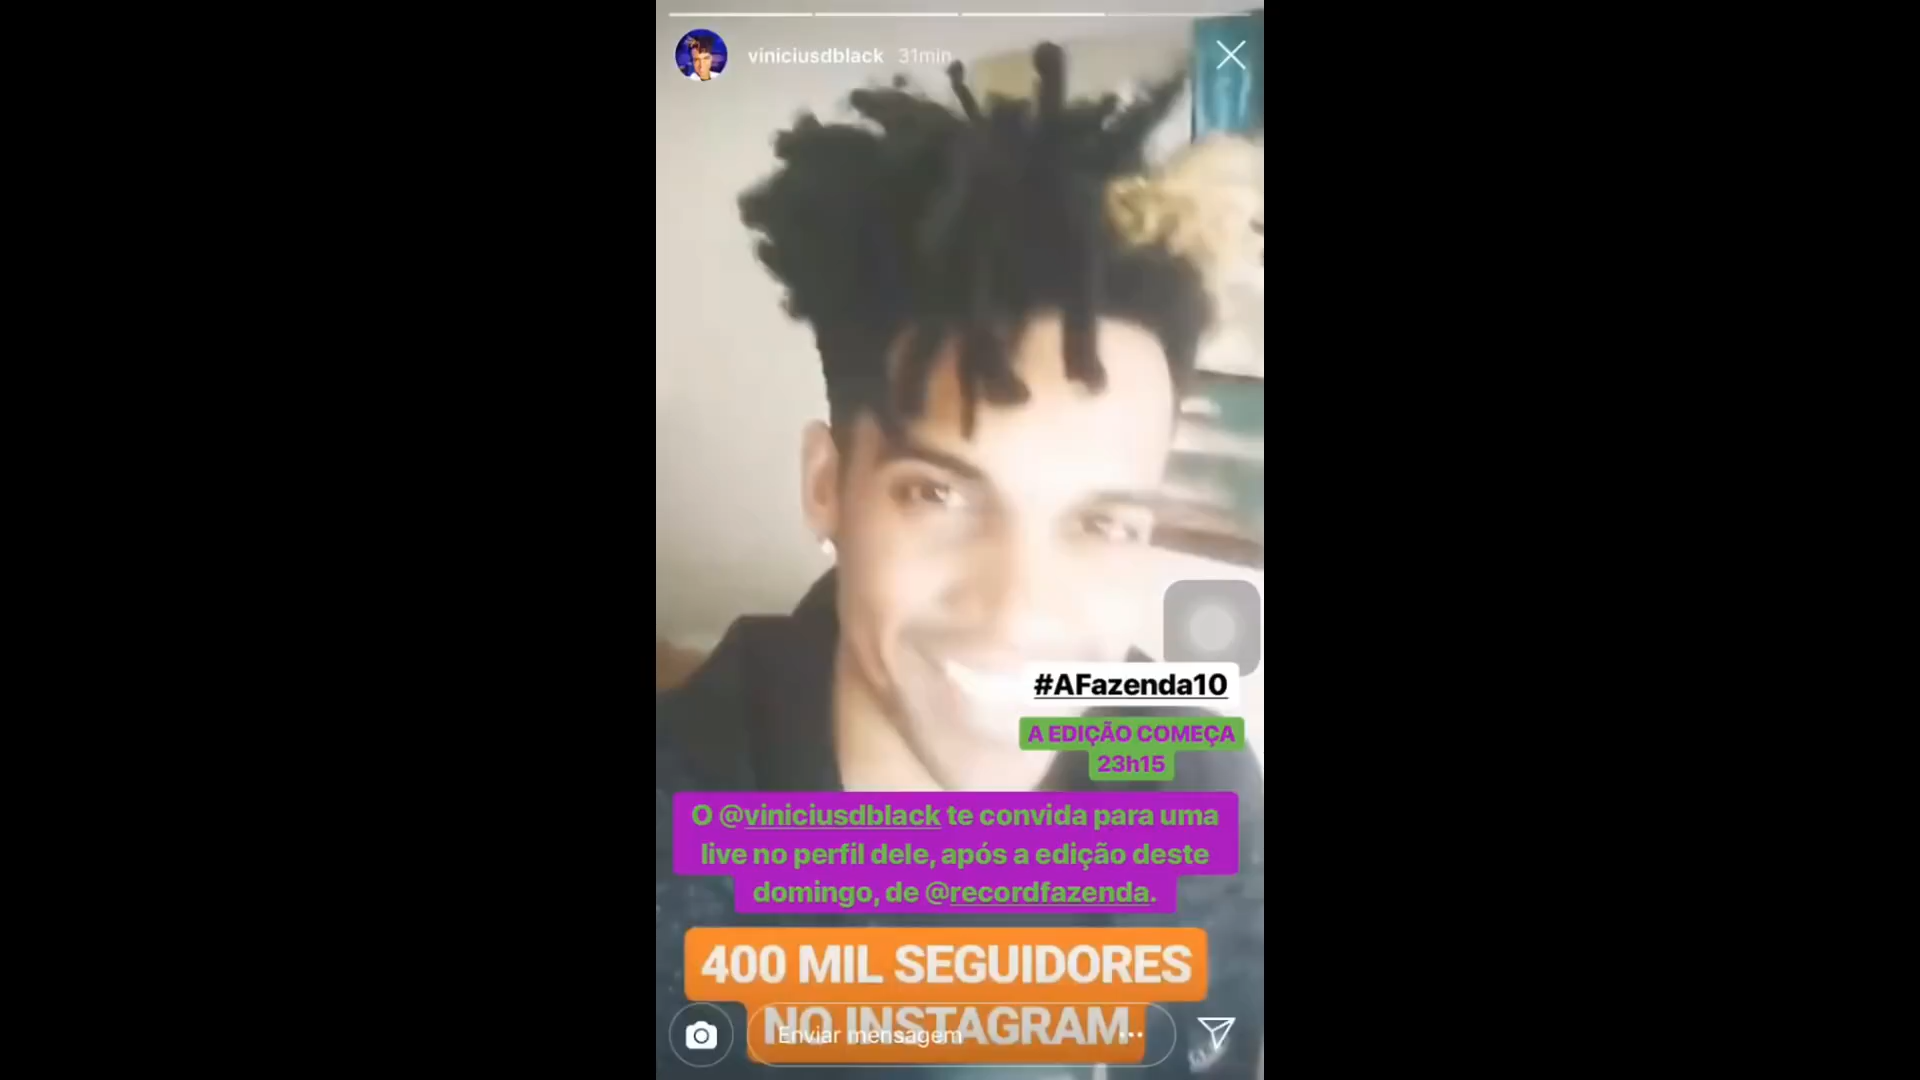 viniciusdblack 31min
#AFazenda10
A EDIÇÃO COMEÇA
23h15
O @viniciusdblack te convida para uma
live no perfil dele, após a edição deste
domingo, de @recordfazenda.
400 MIL SEGUIDORES
NO INSTAGRAM
Enviar mensagem